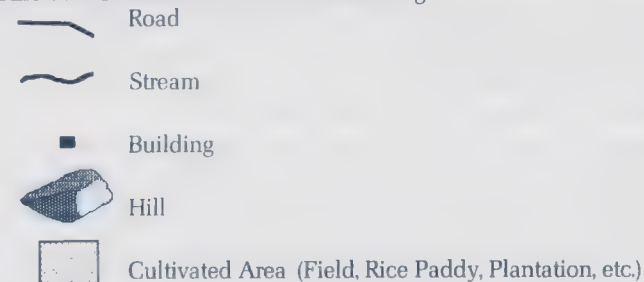 Road
Stream
Building
Hill
Cultivated Area (Field, Rice Paddy, Plantation, etc.)